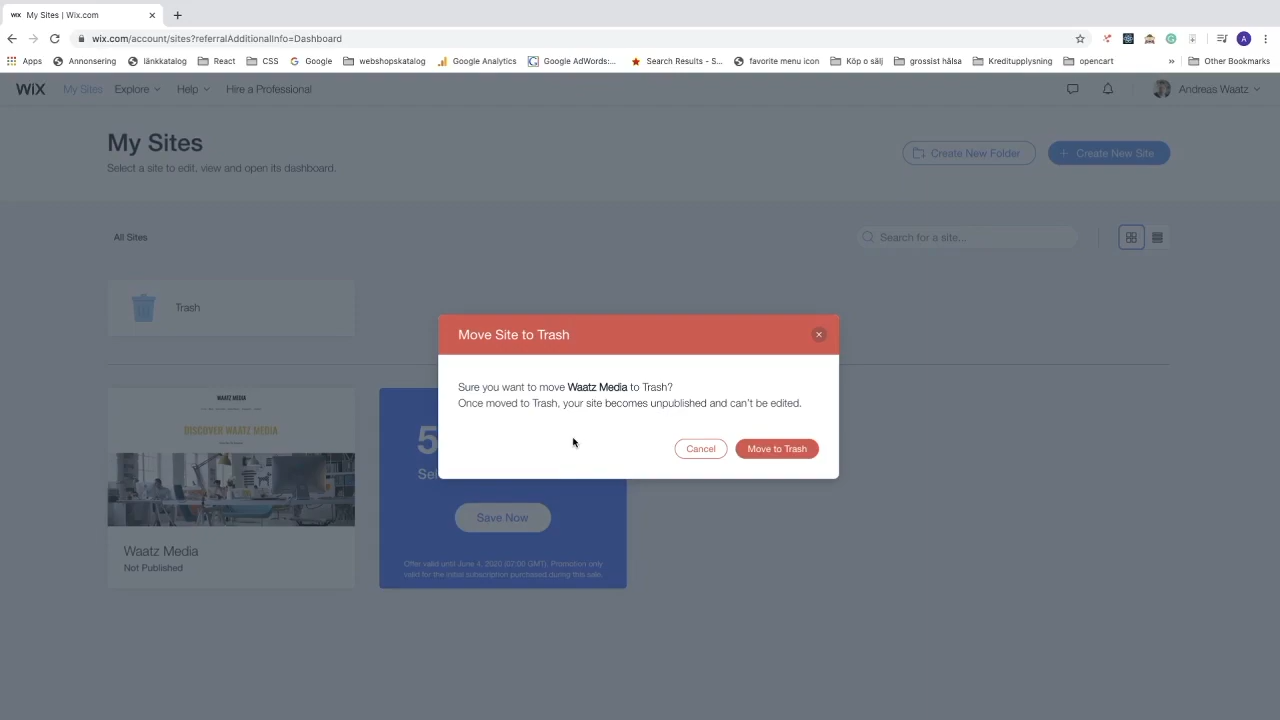 WiX My Sites | Wix.com
wix.com/account/sites?referralAdditionalInfo=Dashboard
A
Apps Annonsering länkkatalog React CSS Google webshopskatalog Google Analytics Google AdWords:... Search Results - S... favorite menu icon Köp o sälj grossist hälsa Kreditupplysning opencart » Other Bookmarks
WiX My Sites Explore Help Hire a Professional Andreas Waatz
My Sites
Select a site to edit, view and open its dashboard.
Create New Folder
+ Create New Site
All Sites
Search for a site...
Trash
Move Site to Trash
Sure you want to move Waatz Media to Trash?
Once moved to Trash, your site becomes unpublished and can't be edited.
Cancel Move to Trash
WAATZ MEDIA
DISCOVER WAATZ MEDIA
Waatz Media
Not Published
5
Sel
Save Now
Offer valid until June 4, 2020 (07:00 GMT). Promotion only
valid for the initial subscription purchased during this sale.